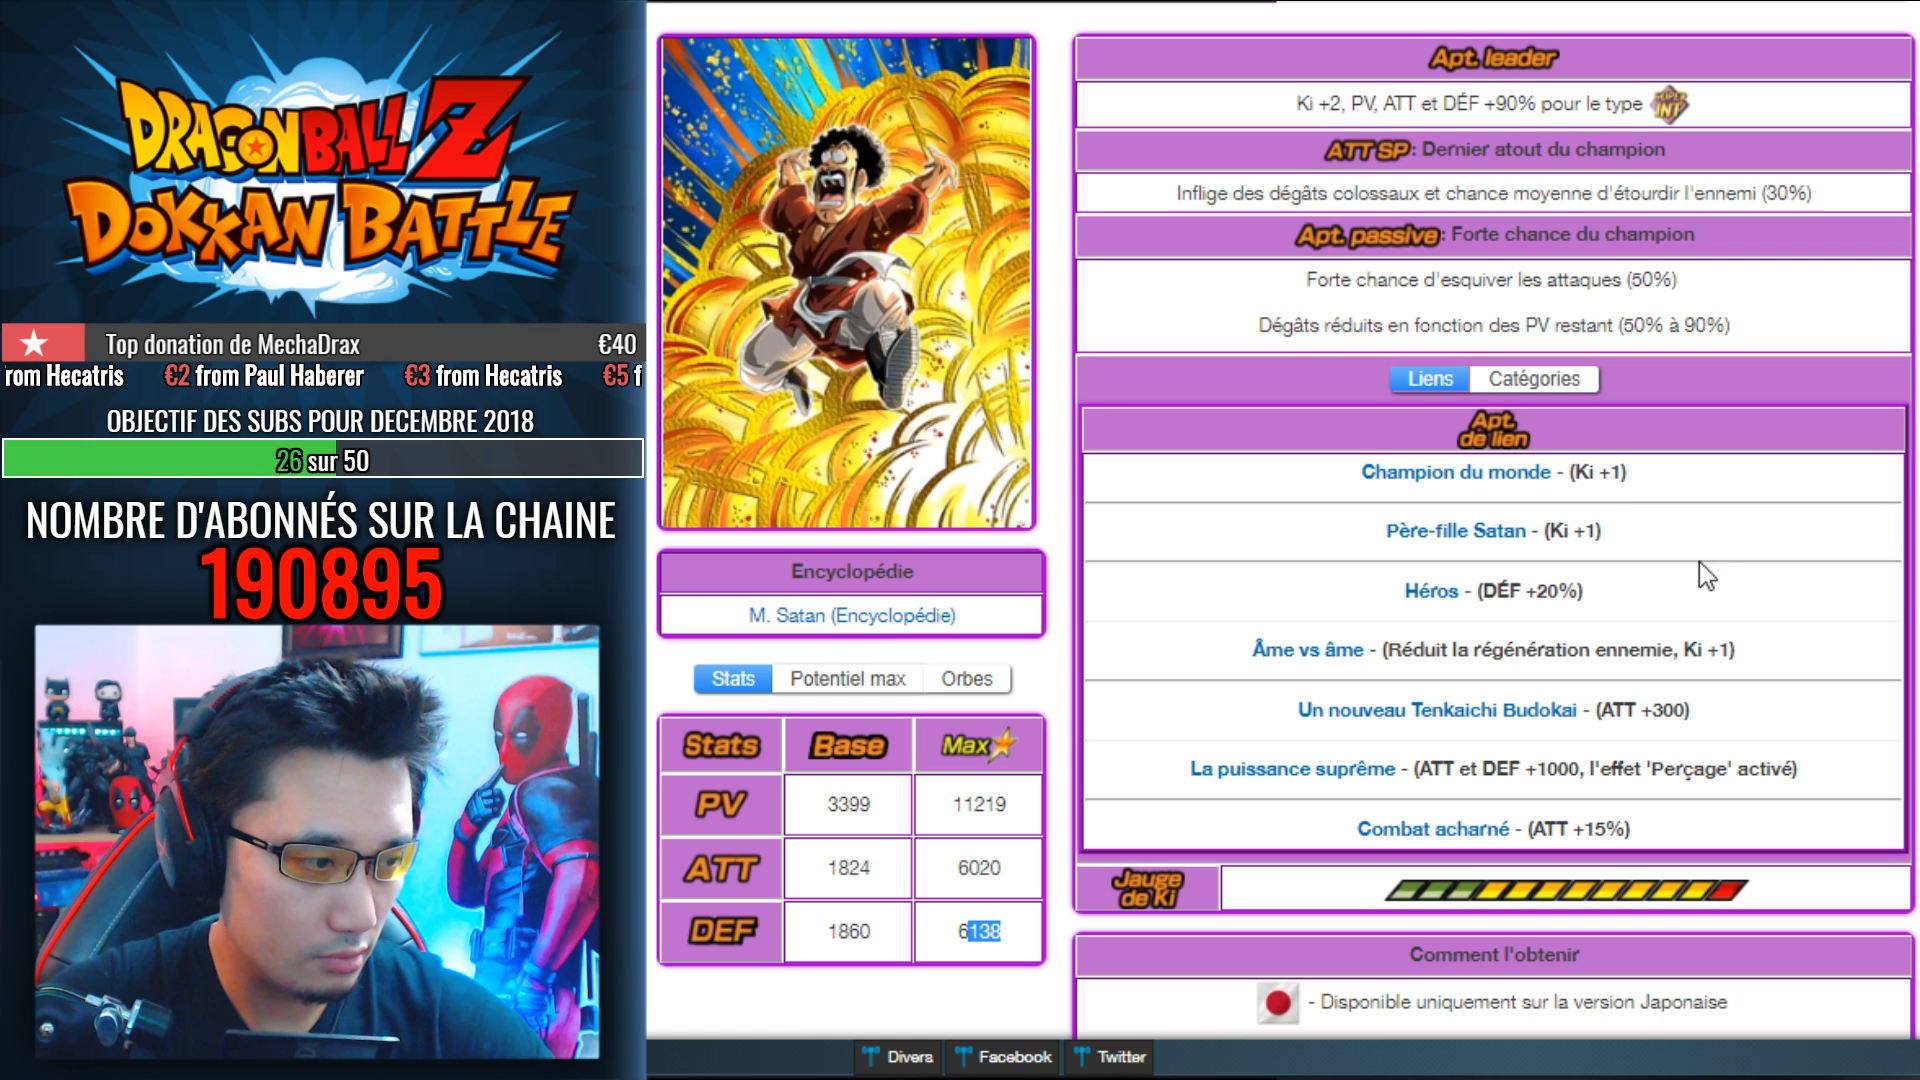 DRAGON BALL Z
DOKKAN BATTLE
Top donation de MechaDrax €40
rom Hecatris €2 from Paul Haberer €3 from Hecatris €5 f
OBJECTIF DES SUBS POUR DECEMBRE 2018
26 sur 50
NOMBRE D'ABONNÉS SUR LA CHAINE
190895
Encyclopédie
M. Satan (Encyclopédie)
Stats Potentiel max Orbes
Stats Base Max
PV 3399 11219
ATT 1824 6020
DEF 1860 6138
Apt. leader
Ki +2, PV, ATT et DÉF +90% pour le type SUPER INT
ATT SP: Dernier atout du champion
Inflige des dégâts colossaux et chance moyenne d'étourdir l'ennemi (30%)
Apt. passive: Forte chance du champion
Forte chance d'esquiver les attaques (50%)
Dégâts réduits en fonction des PV restant (50% à 90%)
Liens Catégories
Apt.
de lien
Champion du monde - (Ki +1)
Père-fille Satan - (Ki +1)
Héros - (DÉF +20%)
Âme vs âme - (Réduit la régénération ennemie, Ki +1)
Un nouveau Tenkaichi Budokai - (ATT +300)
La puissance suprême - (ATT et DEF +1000, l'effet 'Perçage' activé)
Combat acharné - (ATT +15%)
Jauge
de Ki
Comment l'obtenir
- Disponible uniquement sur la version Japonaise
Divers Facebook Twitter